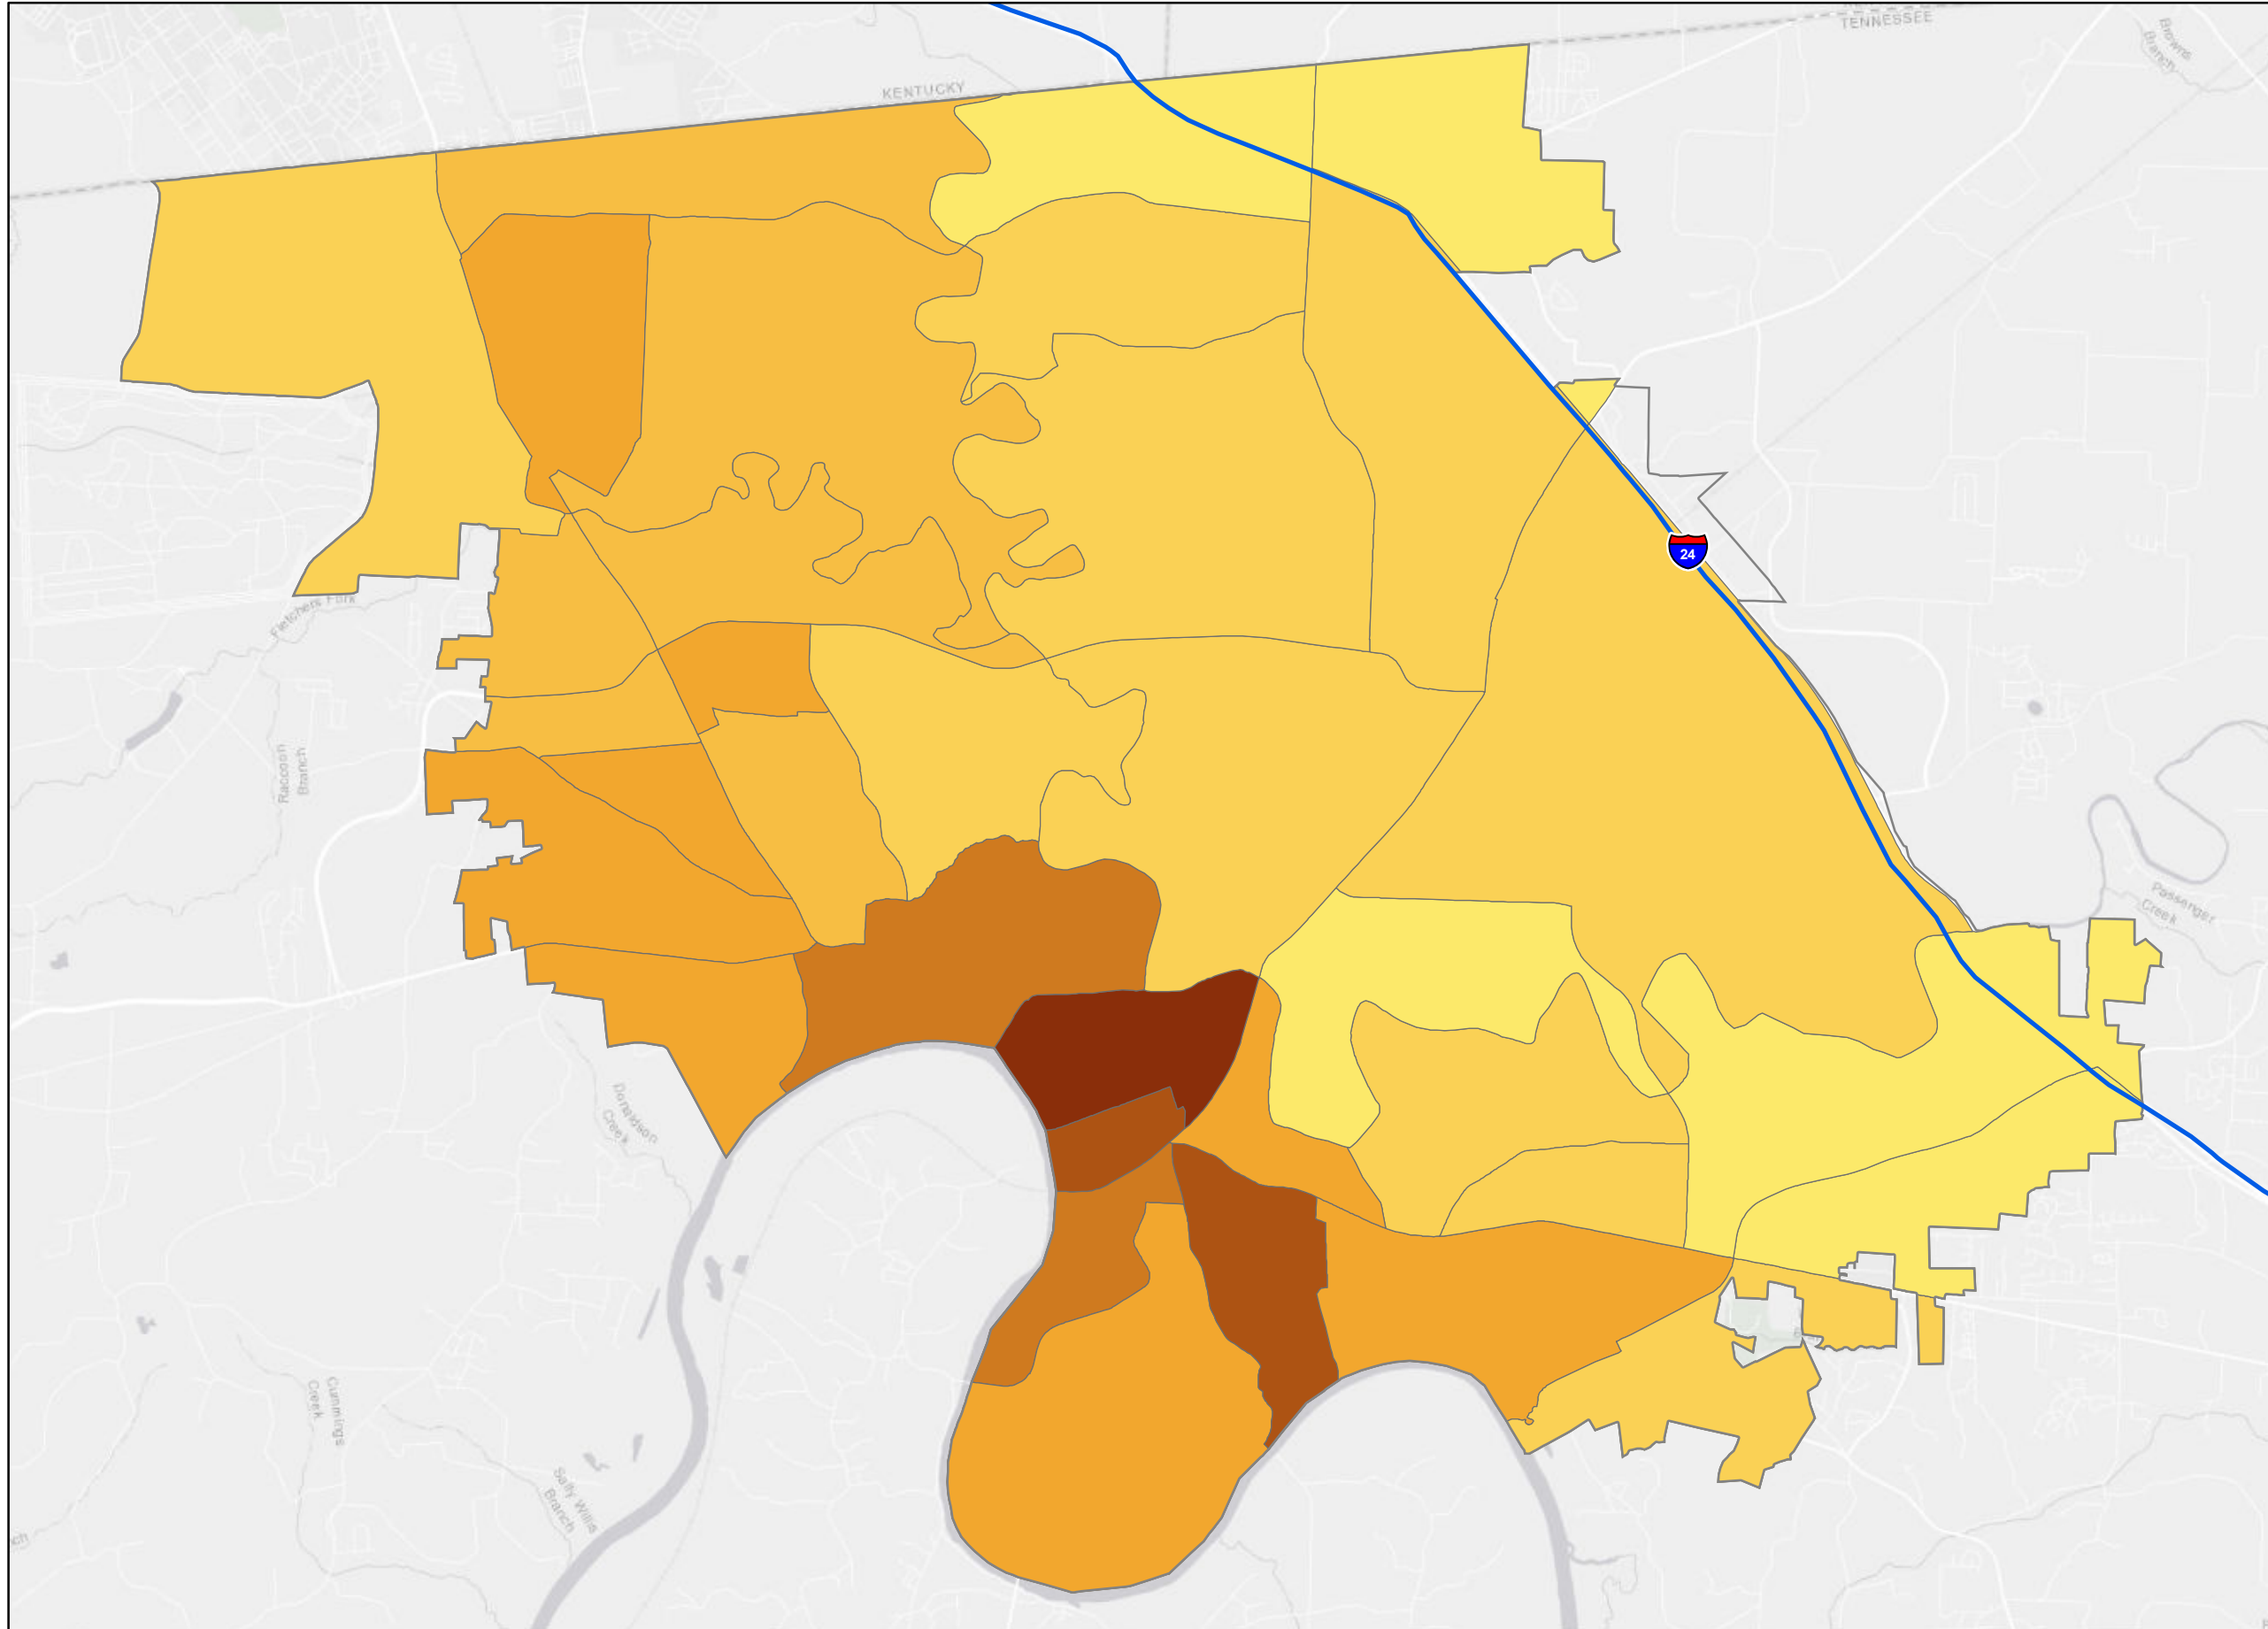 TENNESSEE
Browns
Branch
KENTUCKY
24
Fletchers Fork
Raccoon
Branch
Passenger
Creek
Donaldson
Creek
Cummings
Creek
Sally Willis
Branch